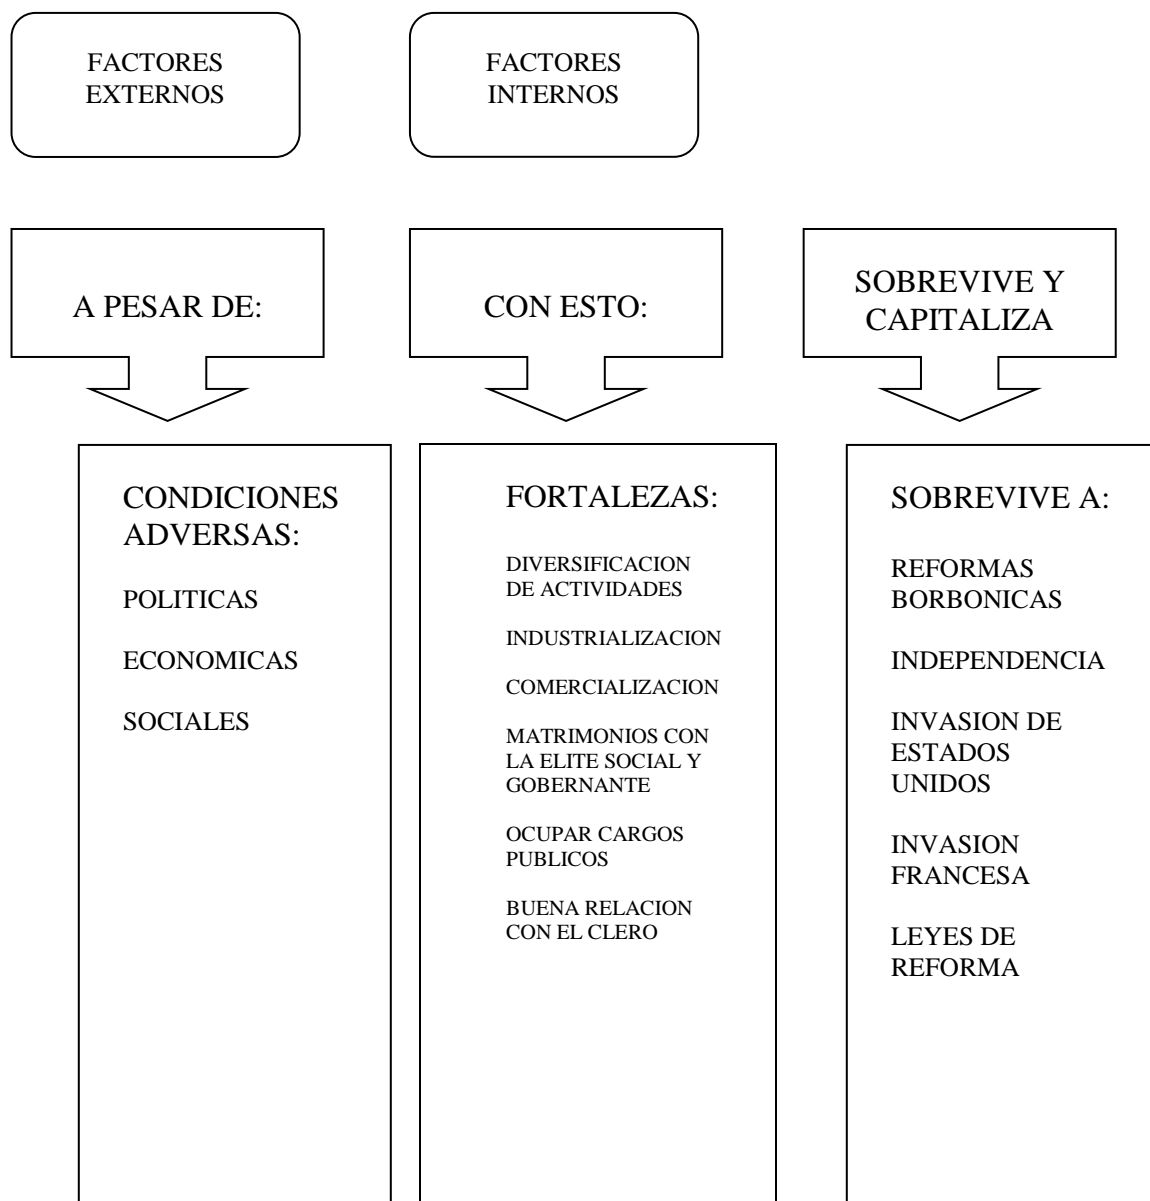 FACTORES
EXTERNOS
FACTORES
INTERNOS
A PESAR DE:
CON ESTO:
SOBREVIVE Y
CAPITALIZA
CONDICIONES
ADVERSAS:
POLITICAS
ECONOMICAS
SOCIALES
FORTALEZAS:
DIVERSIFICACION
DE ACTIVIDADES
INDUSTRIALIZACION
COMERCIALIZACION
MATRIMONIOS CON
LA ELITE SOCIAL Y
GOBERNANTE
OCUPAR CARGOS
PUBLICOS
BUENA RELACION
CON EL CLERO
SOBREVIVE A:
REFORMAS
BORBONICAS
INDEPENDENCIA
INVASION DE
ESTADOS
UNIDOS
INVASION
FRANCESA
LEYES DE
REFORMA